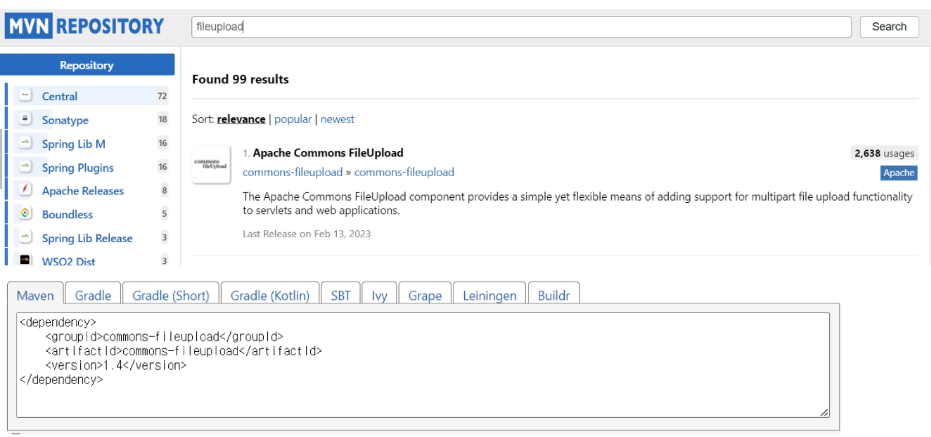 MVN REPOSITORY
fileupload
Search
Repository
Central 72
Sonatype 18
Spring Lib M 16
Spring Plugins 16
Apache Releases 8
Boundless 5
Spring Lib Release 3
WSO2 Dist 3
Found 99 results
Sort: relevance | popular | newest
commons
fileUpload
1. Apache Commons FileUpload
2,638 usages
commons-fileupload » commons-fileupload
Apache
The Apache Commons FileUpload component provides a simple yet flexible means of adding support for multipart file upload functionality
to servlets and web applications.
Last Release on Feb 13, 2023
Maven Gradle Gradle (Short) Gradle (Kotlin) SBT Ivy Grape Leiningen Buildr
<dependency>
    <groupId>commons-fileupload</groupId>
    <artifactId>commons-fileupload</artifactId>
    <version>1.4</version>
</dependency>